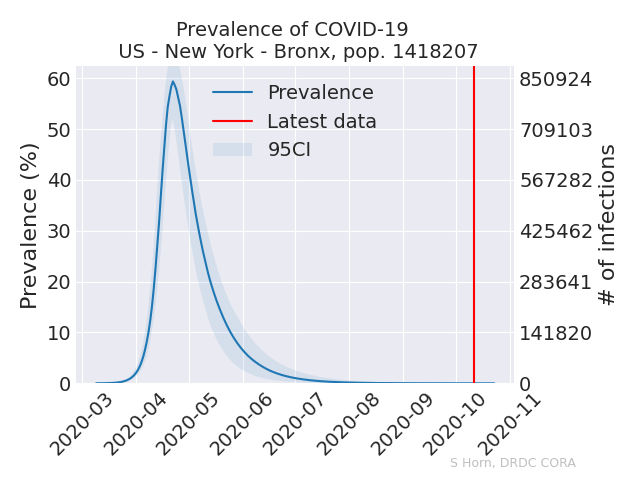 Prevalence of COVID-19
US - New York - Bronx, pop. 1418207
Prevalence (%)
60
50
40
30
20
10
0
Prevalence
Latest data
95CI
850924
709103
567282
425462
283641
141820
0
# of infections
2020-03
2020-04
2020-05
2020-06
2020-07
2020-08
2020-09
2020-10
2020-11
S Horn, DRDC CORA